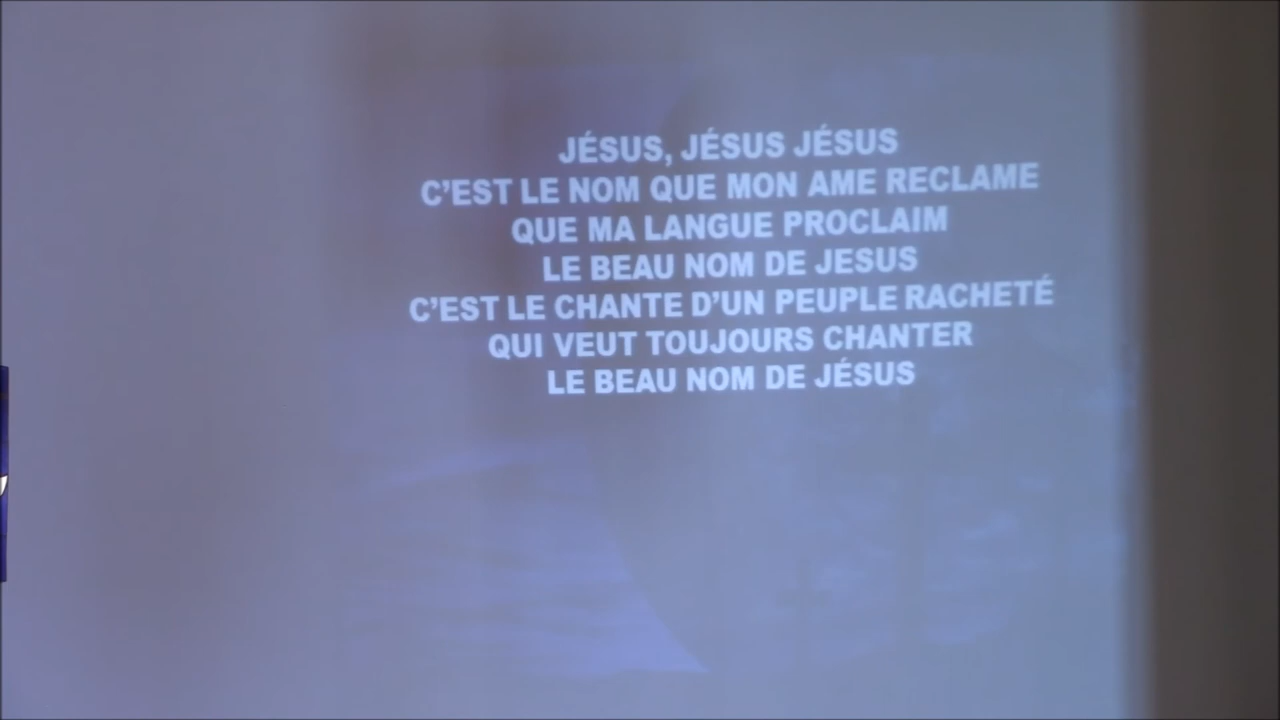 JÉSUS, JÉSUS JÉSUS
C'EST LE NOM QUE MON AME RECLAME
QUE MA LANGUE PROCLAIM
LE BEAU NOM DE JESUS
C'EST LE CHANTE D'UN PEUPLE RACHETÉ
QUI VEUT TOUJOURS CHANTER
LE BEAU NOM DE JÉSUS